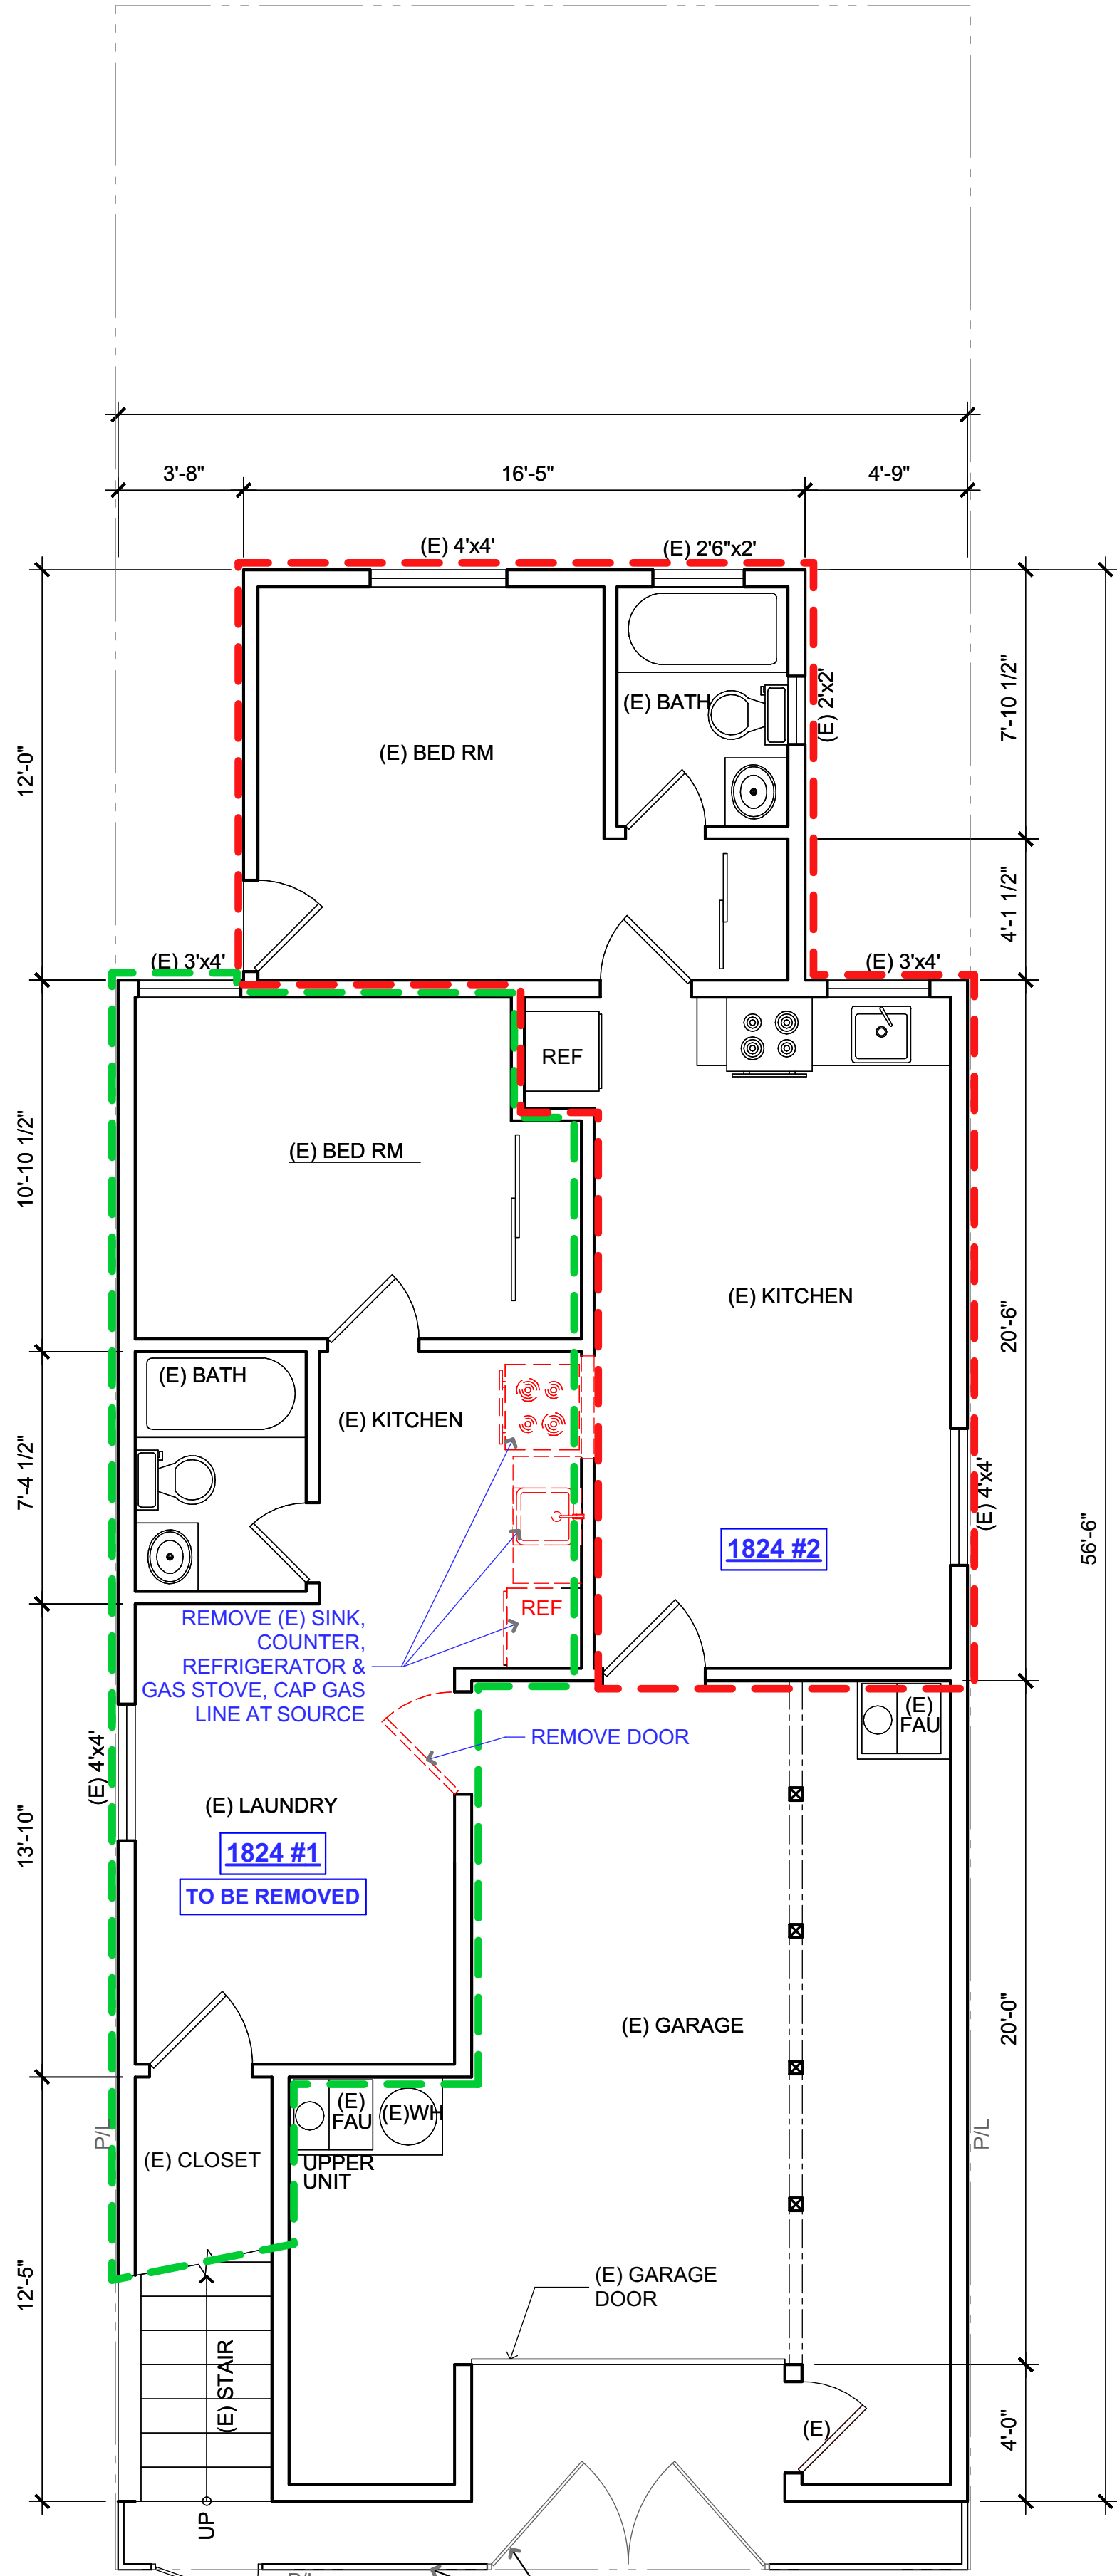 3'-8"
16'-5"
4'-9"
(E) 4'x4'
(E) 2'6"x2'
12'-0"
(E) BATH
(E) 2'x2'
7'-10 1/2"
(E) BED RM
4'-1 1/2"
(E) 3'x4'
(E) 3'x4'
REF
10'-10 1/2"
(E) BED RM
(E) KITCHEN
20'-6"
(E) BATH
(E) KITCHEN
7'-4 1/2"
(E) 4'x4'
56'-6"
1824 #2
REF
REMOVE (E) SINK,
COUNTER,
REFRIGERATOR &
GAS STOVE, CAP GAS
LINE AT SOURCE
(E)
FAU
REMOVE DOOR
(E) 4'x4'
(E) LAUNDRY
1824 #1
TO BE REMOVED
13'-10"
(E) GARAGE
20'-0"
(E)
FAU
(E)WH
P/L
P/L
(E) CLOSET
UPPER
UNIT
12'-5"
(E) GARAGE
DOOR
(E) STAIR
(E)
4'-0"
UP
P/L